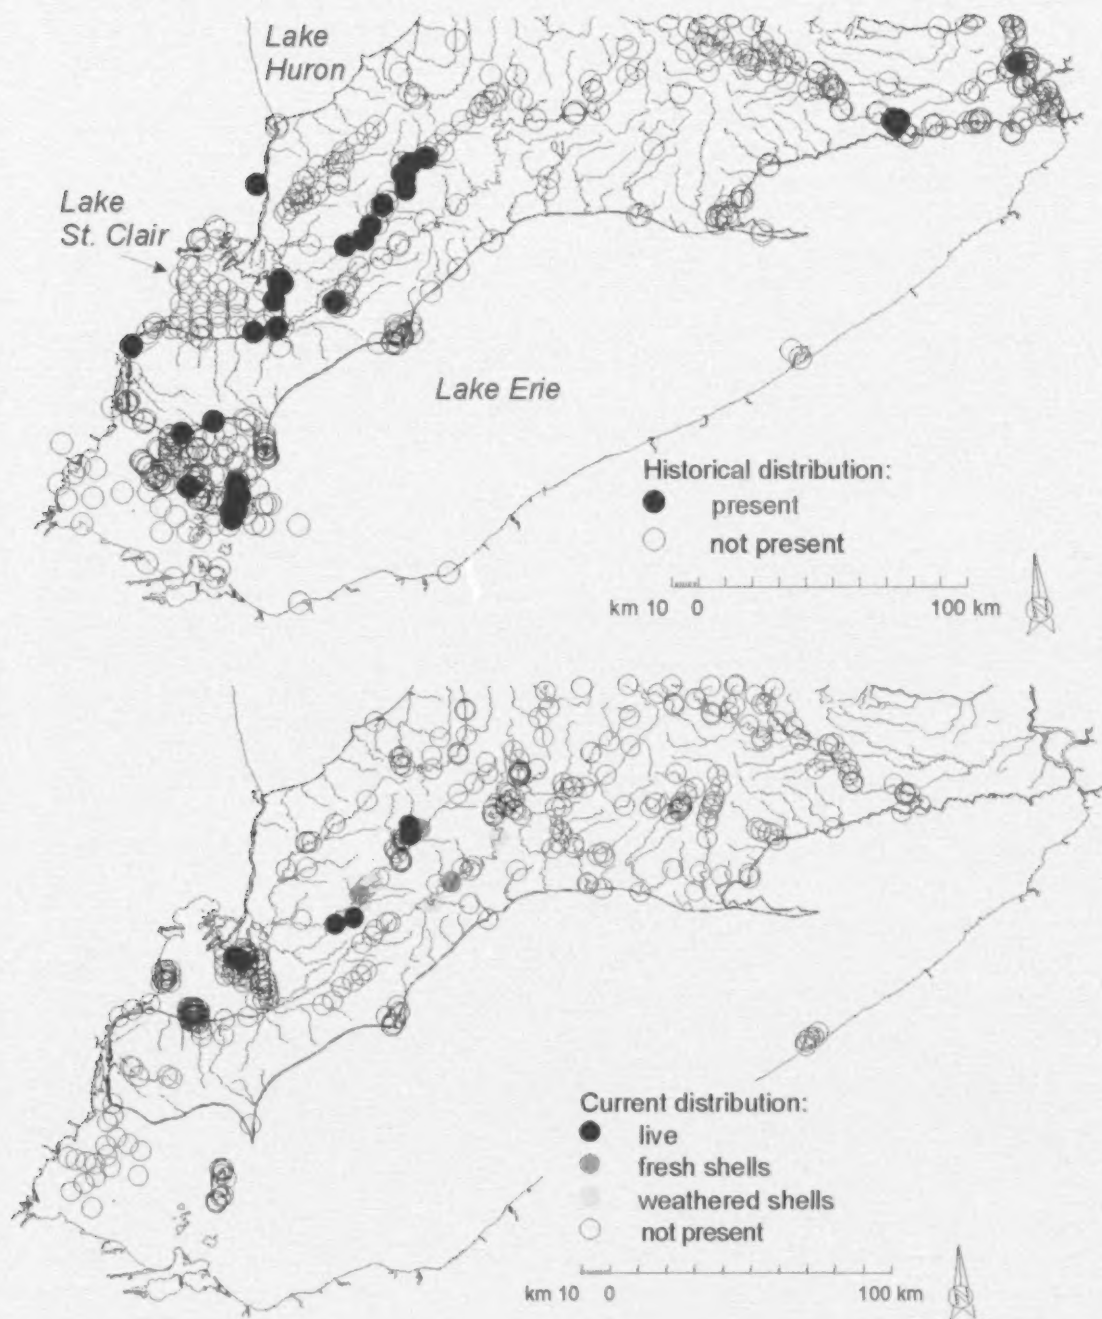 Lake
Huron
Lake
St. Clair
Lake Erie
Historical distribution:
present
not present
km 10 0 100 km
N
Current distribution:
live
fresh shells
weathered shells
not present
km 10 0 100 km
N